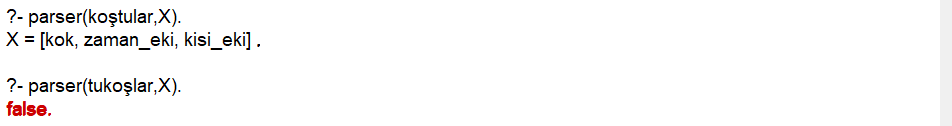 ?- parser(koştular,X).
X = [kok, zaman_eki, kisi_eki] .
?- parser(tukoşlar,X).
false.